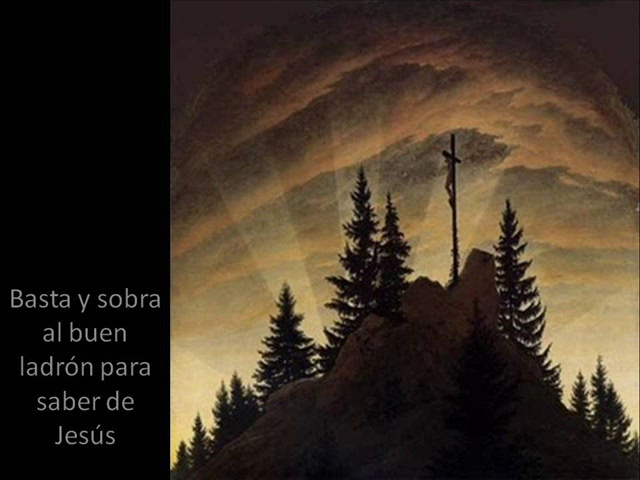 Basta y sobra
al buen
ladrón para
saber de
Jesús